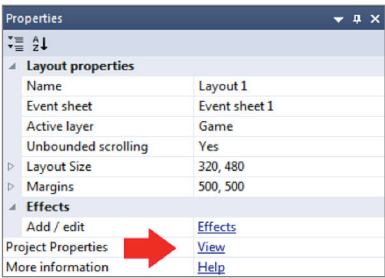 Properties
A Z
Layout properties
Name Layout 1
Event sheet Event sheet 1
Active layer Game
Unbounded scrolling Yes
Layout Size 320, 480
Margins 500, 500
Effects
Add / edit Effects
Project Properties View
More information Help